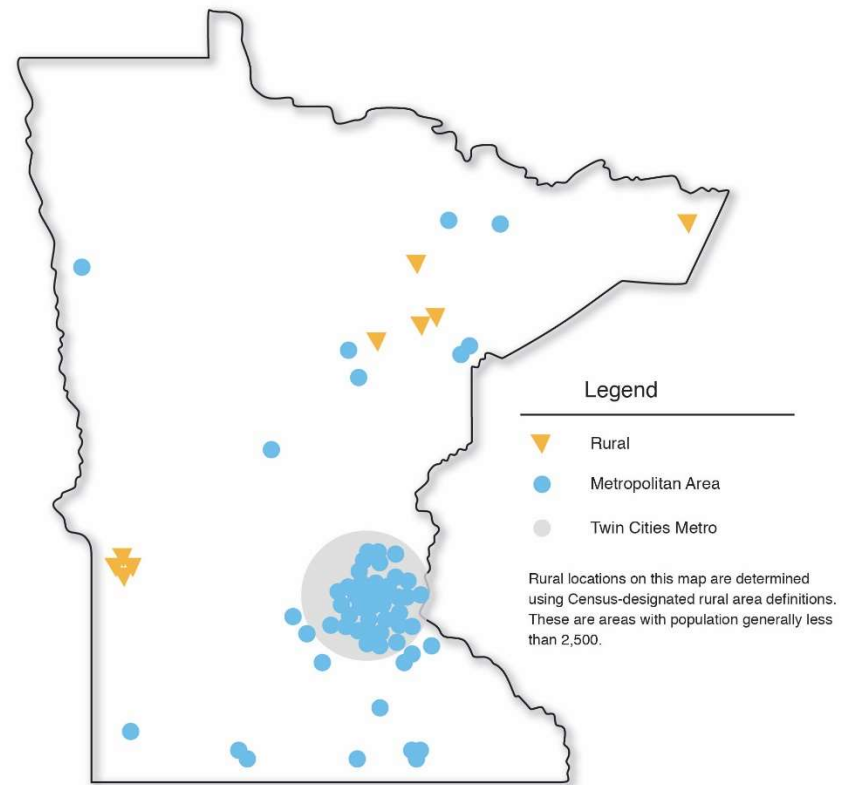 Legend
Rural
Metropolitan Area
Twin Cities Metro
Rural locations on this map are determined
using Census-designated rural area definitions.
These are areas with population generally less
than 2,500.